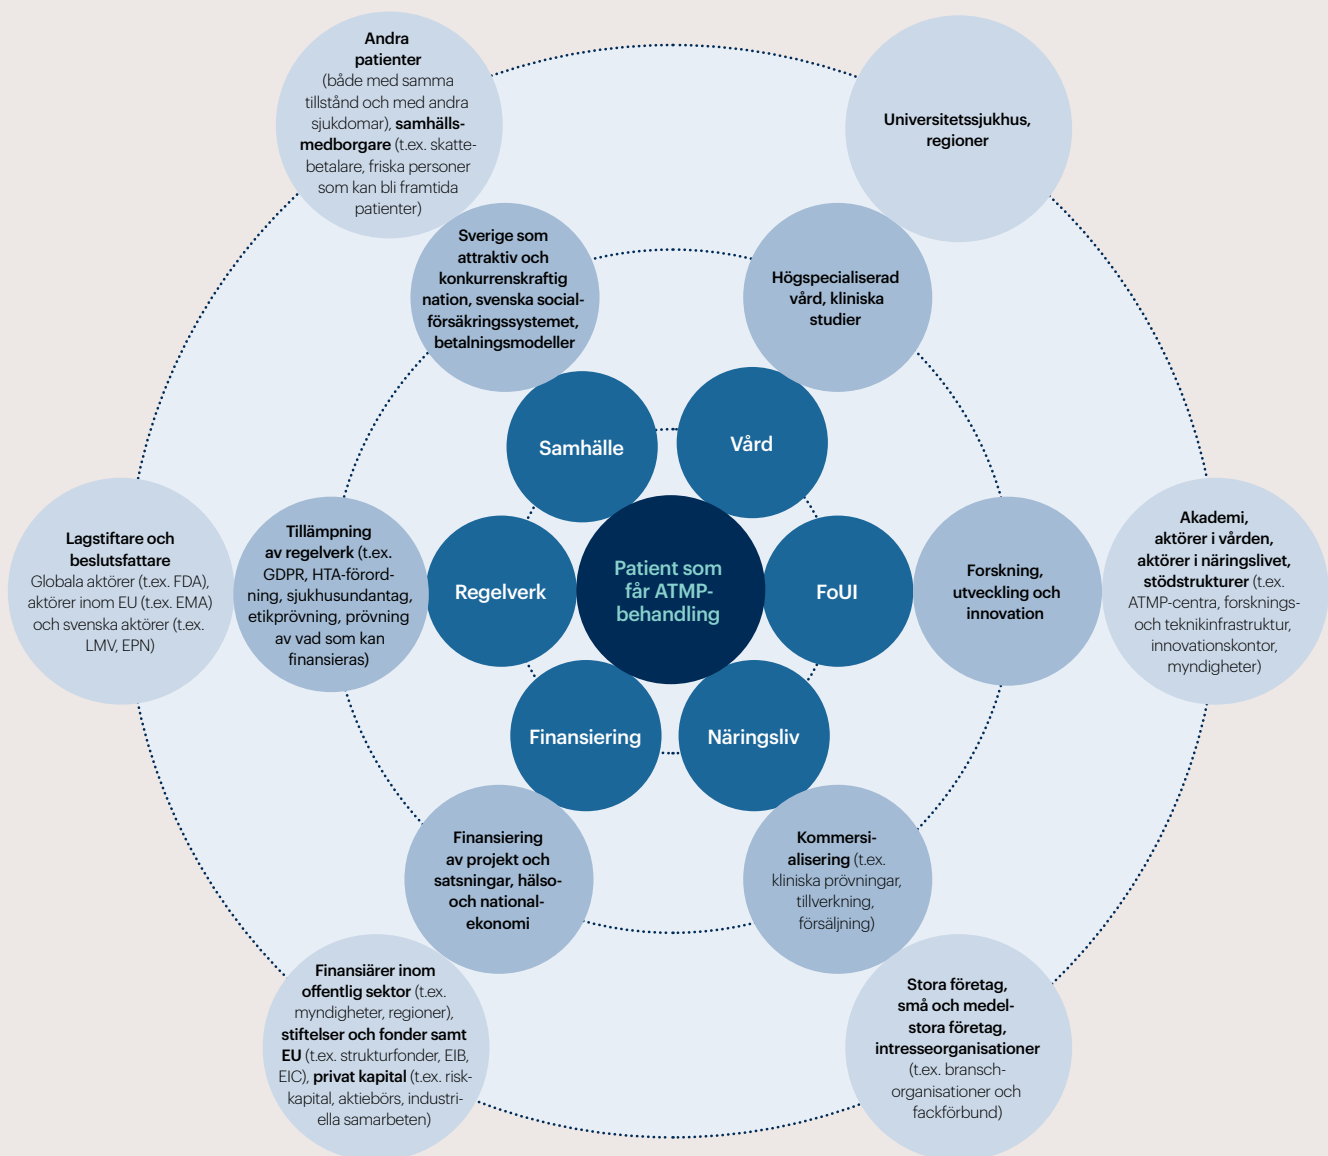 Andra
patienter
(både med samma
tillstånd och med andra
sjukdomar), samhälls-
medborgare (t.ex. skatte-
betalare, friska personer
som kan bli framtida
patienter)
Universitetssjukhus,
regioner
Sverige som
attraktiv och
konkurrenskraftig
nation, svenska social-
försäkringssystemet,
betalningsmodeller
Högspecialiserad
vård, kliniska
studier
Samhälle
Vård
Lagstiftare och
beslutsfattare
Globala aktörer (t.ex. FDA),
aktörer inom EU (t.ex. EMA)
och svenska aktörer (t.ex.
LMV, EPN)
Tillämpning
av regelverk (t.ex.
GDPR, HTA-förord-
ning, sjukhusundantag,
etikprövning, prövning
av vad som kan
finansieras)
Regelverk
Patient som
får ATMP-
behandling
FoUI
Forskning,
utveckling och
innovation
Akademi,
aktörer i vården,
aktörer i näringslivet,
stödstrukturer (t.ex.
ATMP-centra, forsknings-
och teknikinfrastruktur,
innovationskontor,
myndigheter)
Finansiering
Näringsliv
Finansiering
av projekt och
satsningar, hälso-
och national-
ekonomi
Kommersi-
alisering (t.ex.
kliniska prövningar,
tillverkning,
försäljning)
Finansiärer inom
offentlig sektor (t.ex.
myndigheter, regioner),
stiftelser och fonder samt
EU (t.ex. strukturfonder, EIB,
EIC), privat kapital (t.ex. risk-
kapital, aktiebörs, industri-
ella samarbeten)
Stora företag,
små och medel-
stora företag,
intresseorganisationer
(t.ex. bransch-
organisationer och
fackförbund)